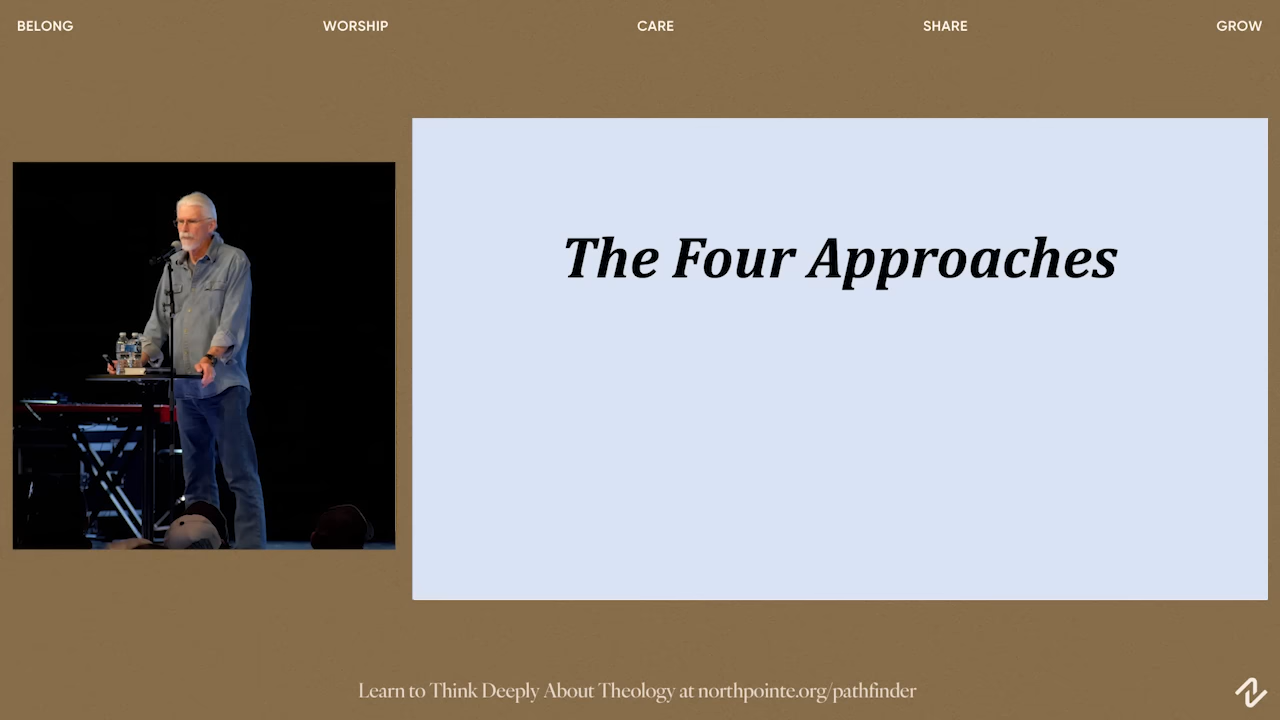 BELONG
WORSHIP
CARE
SHARE
GROW
The Four Approaches
Learn to Think Deeply About Theology at northpointe.org/pathfinder